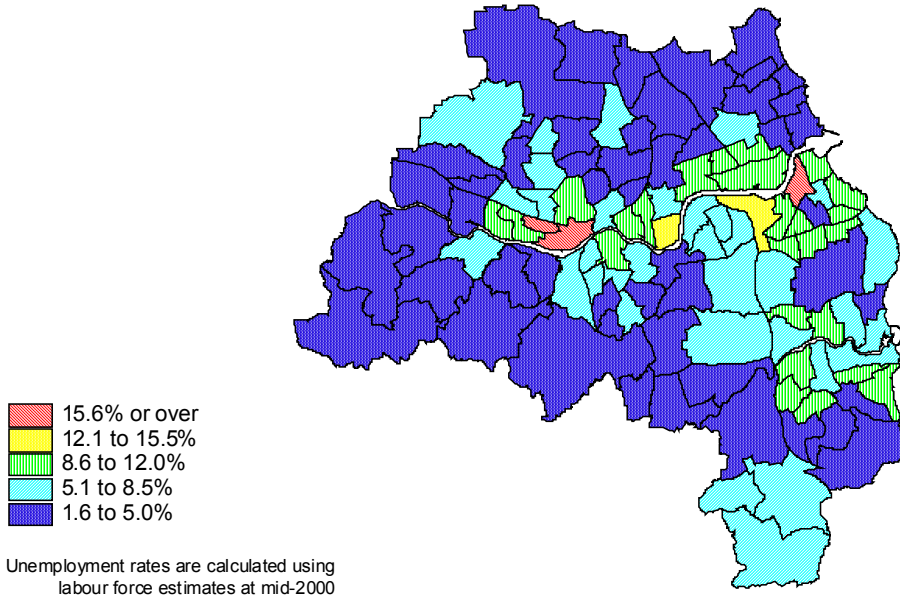 15.6% or over
12.1 to 15.5%
8.6 to 12.0%
5.1 to 8.5%
1.6 to 5.0%
Unemployment rates are calculated using
labour force estimates at mid-2000